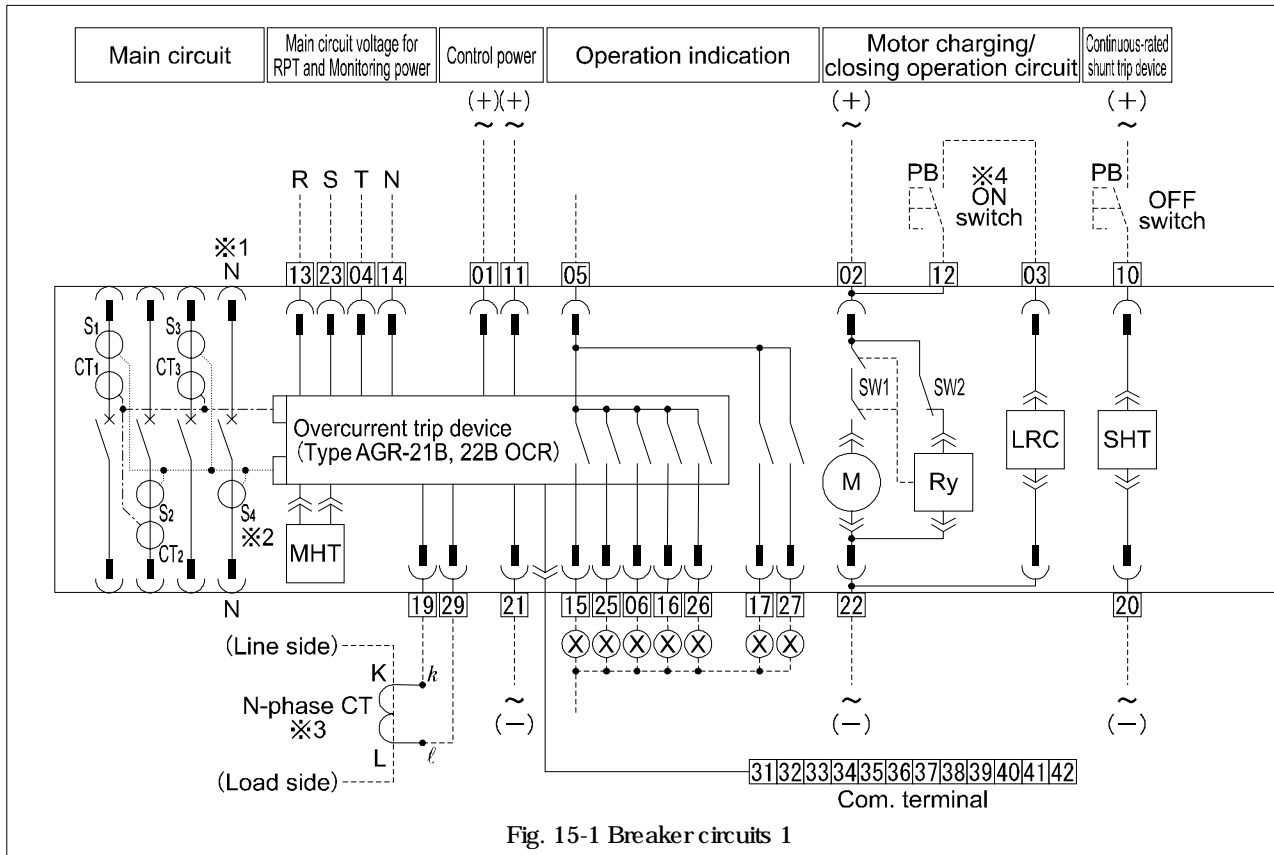 Main circuit
Main circuit voltage for
RPT and Monitoring power
Control power
Operation indication
Motor charging/
closing operation circuit
Continuous-rated
shunt trip device
(+) (+)
~ ~
(+)
~
(+)
~
R S T N
PB
※4
ON
switch
PB
OFF
switch
※1
N
13 23 04 14 01 11 05 02 12 03 10
S1
CT1
S3
CT3
SW1
SW2
Overcurrent trip device
(Type AGR-21B, 22B OCR)
LRC
SHT
M
Ry
S2
CT2
S4
※2
MHT
N
19 29 21 15 25 06 16 26 17 27 22 20
X X X X X X X
(Line side)
K
k
N-phase CT
※3
L
ℓ
(Load side)
~
(−)
~
(−)
~
(−)
31 32 33 34 35 36 37 38 39 40 41 42
Com. terminal
Fig. 15-1 Breaker circuits 1